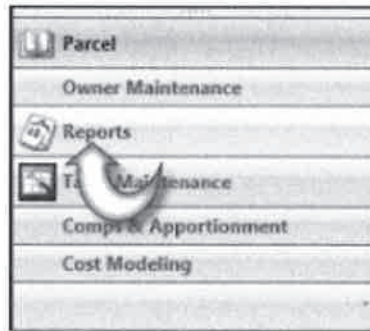 Parcel
Owner Maintenance
Reports
Maintenance
Comps & Apportionment
Cost Modeling